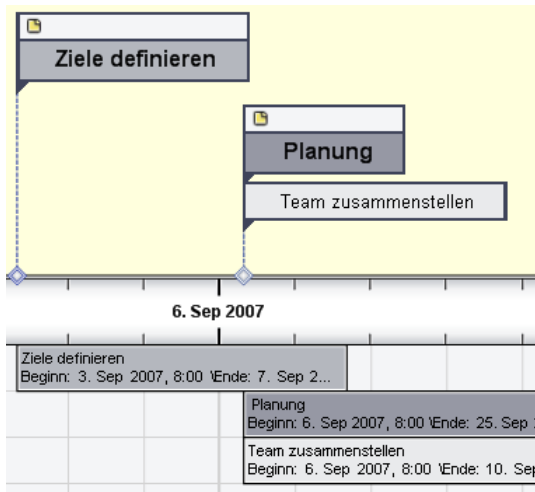 Ziele definieren
Planung
Team zusammenstellen
6. Sep 2007
Ziele definieren
Beginn: 3. Sep 2007, 8:00 \Ende: 7. Sep 2...
Planung
Beginn: 6. Sep 2007, 8:00 \Ende: 25. Sep
Team zusammenstellen
Beginn: 6. Sep 2007, 8:00 \Ende: 10. Sep